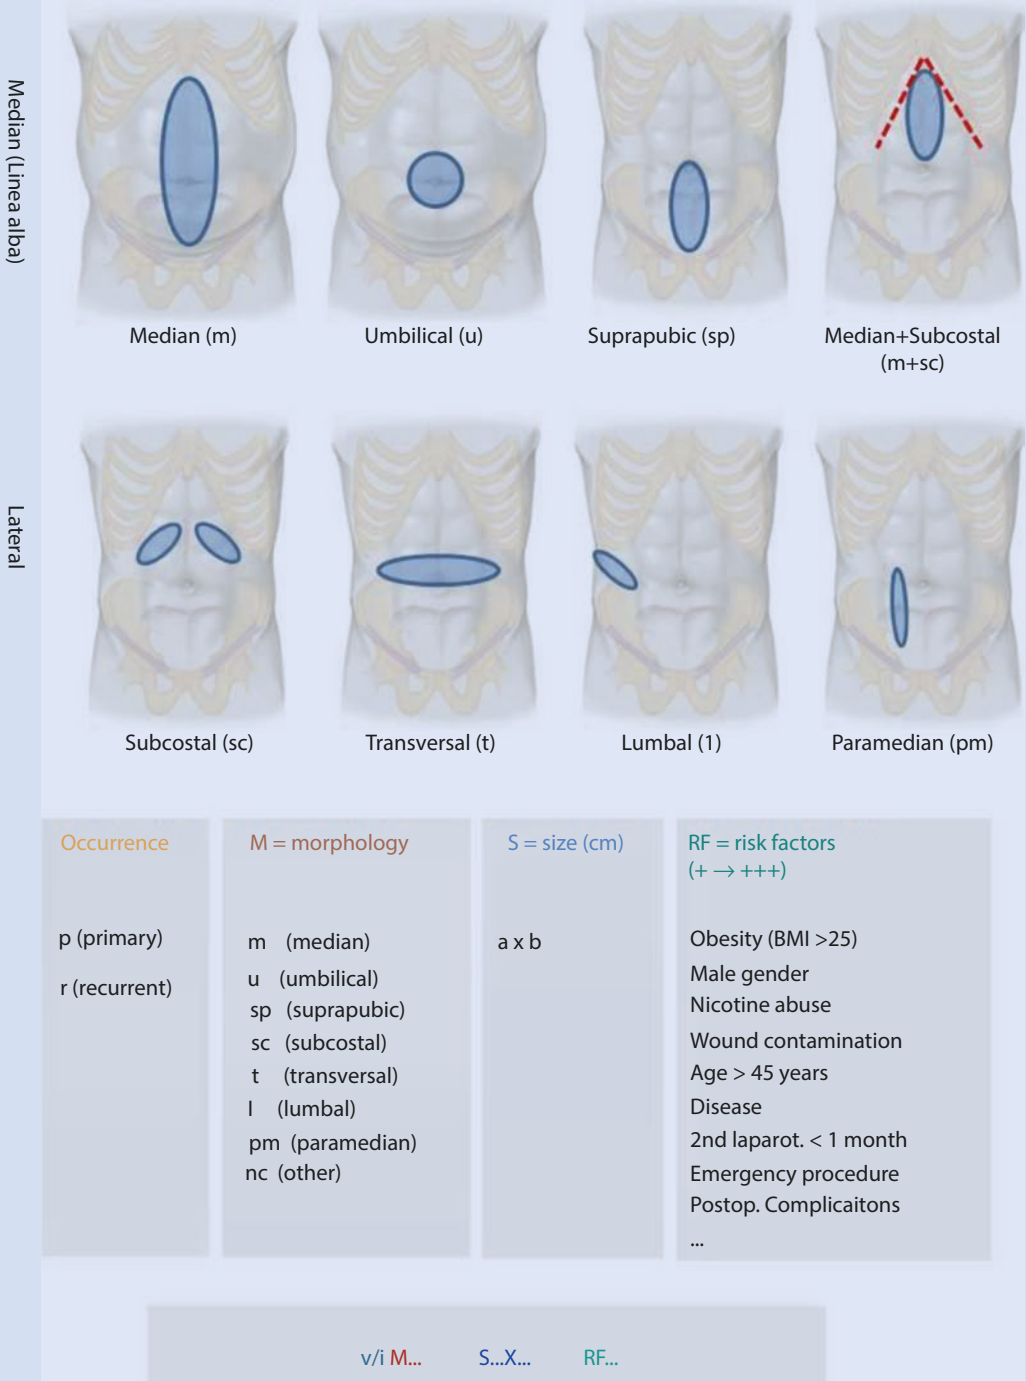 Median (Linea alba)
Median (m)
Umbilical (u)
Suprapubic (sp)
Median+Subcostal
(m+sc)
Lateral
Subcostal (sc)
Transversal (t)
Lumbal (1)
Paramedian (pm)
Occurrence
p (primary)
r (recurrent)
M = morphology
m (median)
u (umbilical)
sp (suprapubic)
sc (subcostal)
t (transversal)
l (lumbal)
pm (paramedian)
nc (other)
S = size (cm)
a x b
RF = risk factors
(+ → +++)
Obesity (BMI >25)
Male gender
Nicotine abuse
Wound contamination
Age > 45 years
Disease
2nd laparot. < 1 month
Emergency procedure
Postop. Complicaitons
...
v/i M... S...X... RF...